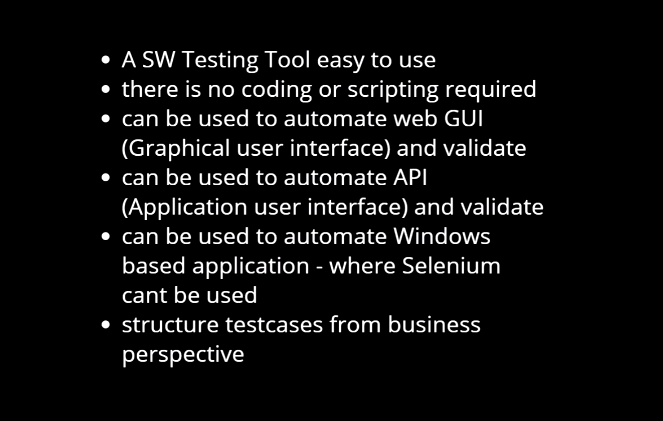 • A SW Testing Tool easy to use
• there is no coding or scripting required
• can be used to automate web GUI
(Graphical user interface) and validate
• can be used to automate API
(Application user interface) and validate
• can be used to automate Windows
based application - where Selenium
cant be used
• structure testcases from business
perspective